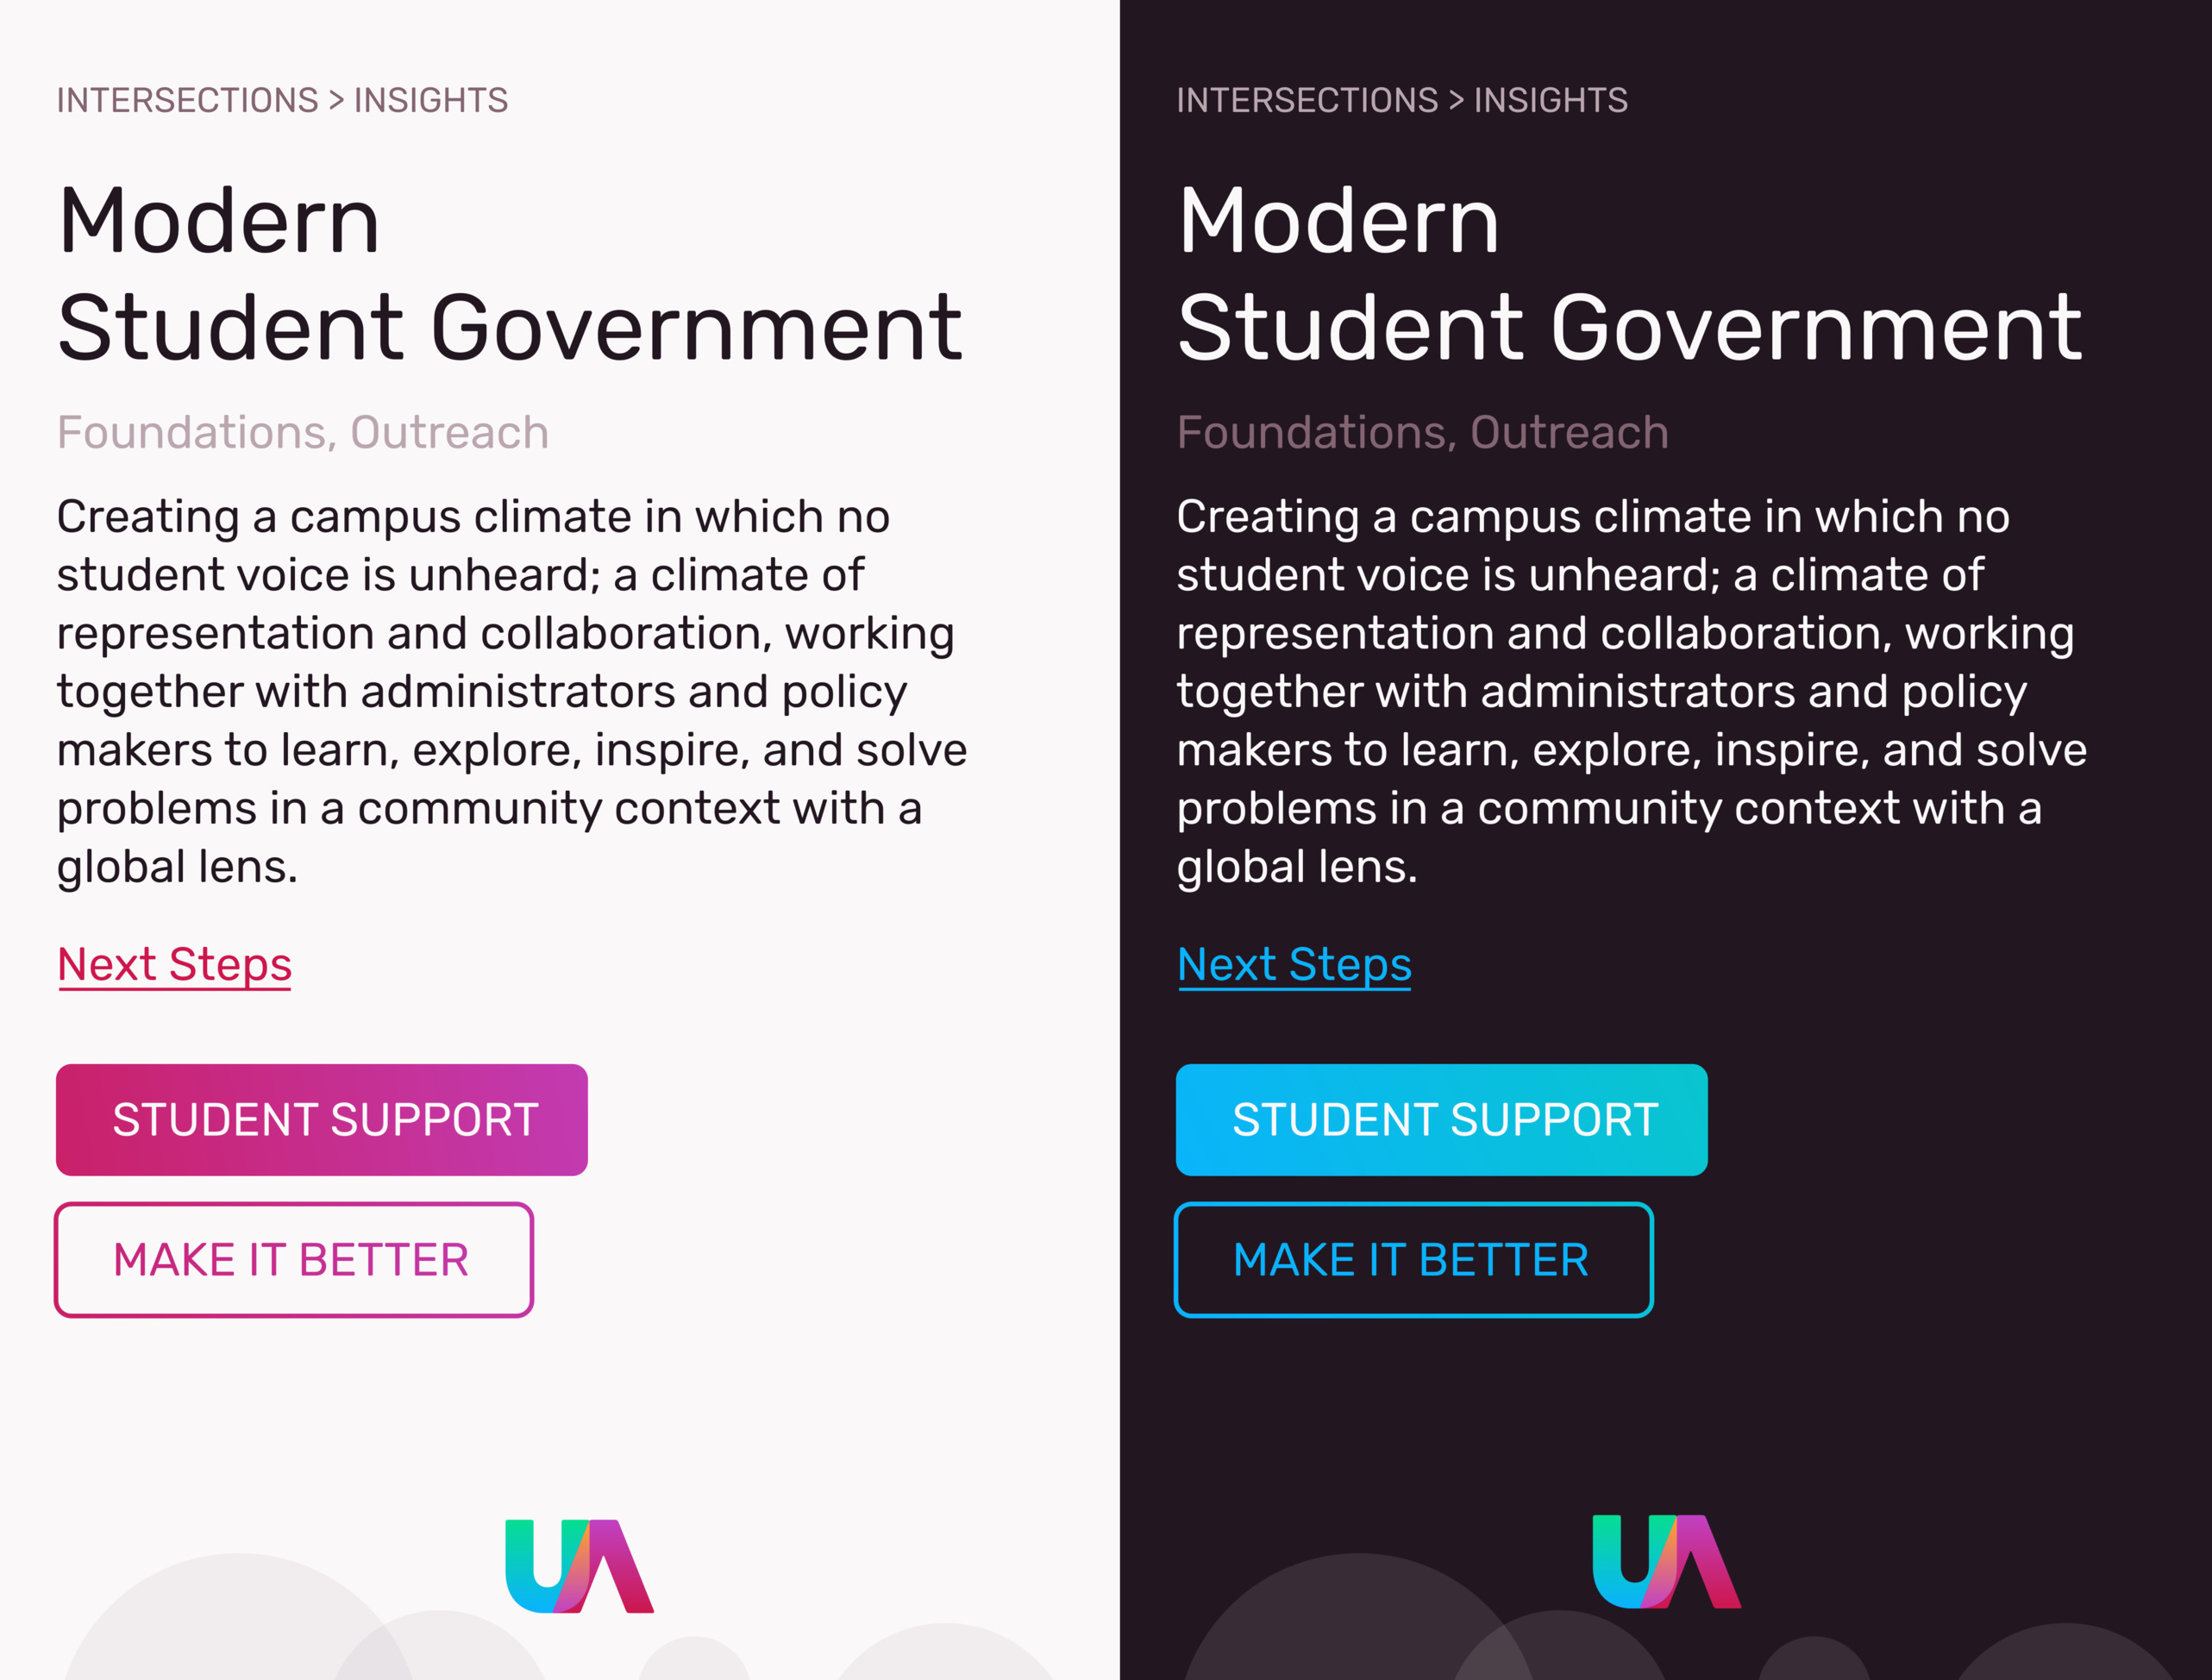 INTERSECTIONS > INSIGHTS
Modern
Student Government
Foundations, Outreach
Creating a campus climate in which no
student voice is unheard; a climate of
representation and collaboration, working
together with administrators and policy
makers to learn, explore, inspire, and solve
problems in a community context with a
global lens.
Next Steps
STUDENT SUPPORT
MAKE IT BETTER
UA
INTERSECTIONS > INSIGHTS
Modern
Student Government
Foundations, Outreach
Creating a campus climate in which no
student voice is unheard; a climate of
representation and collaboration, working
together with administrators and policy
makers to learn, explore, inspire, and solve
problems in a community context with a
global lens.
Next Steps
STUDENT SUPPORT
MAKE IT BETTER
UA